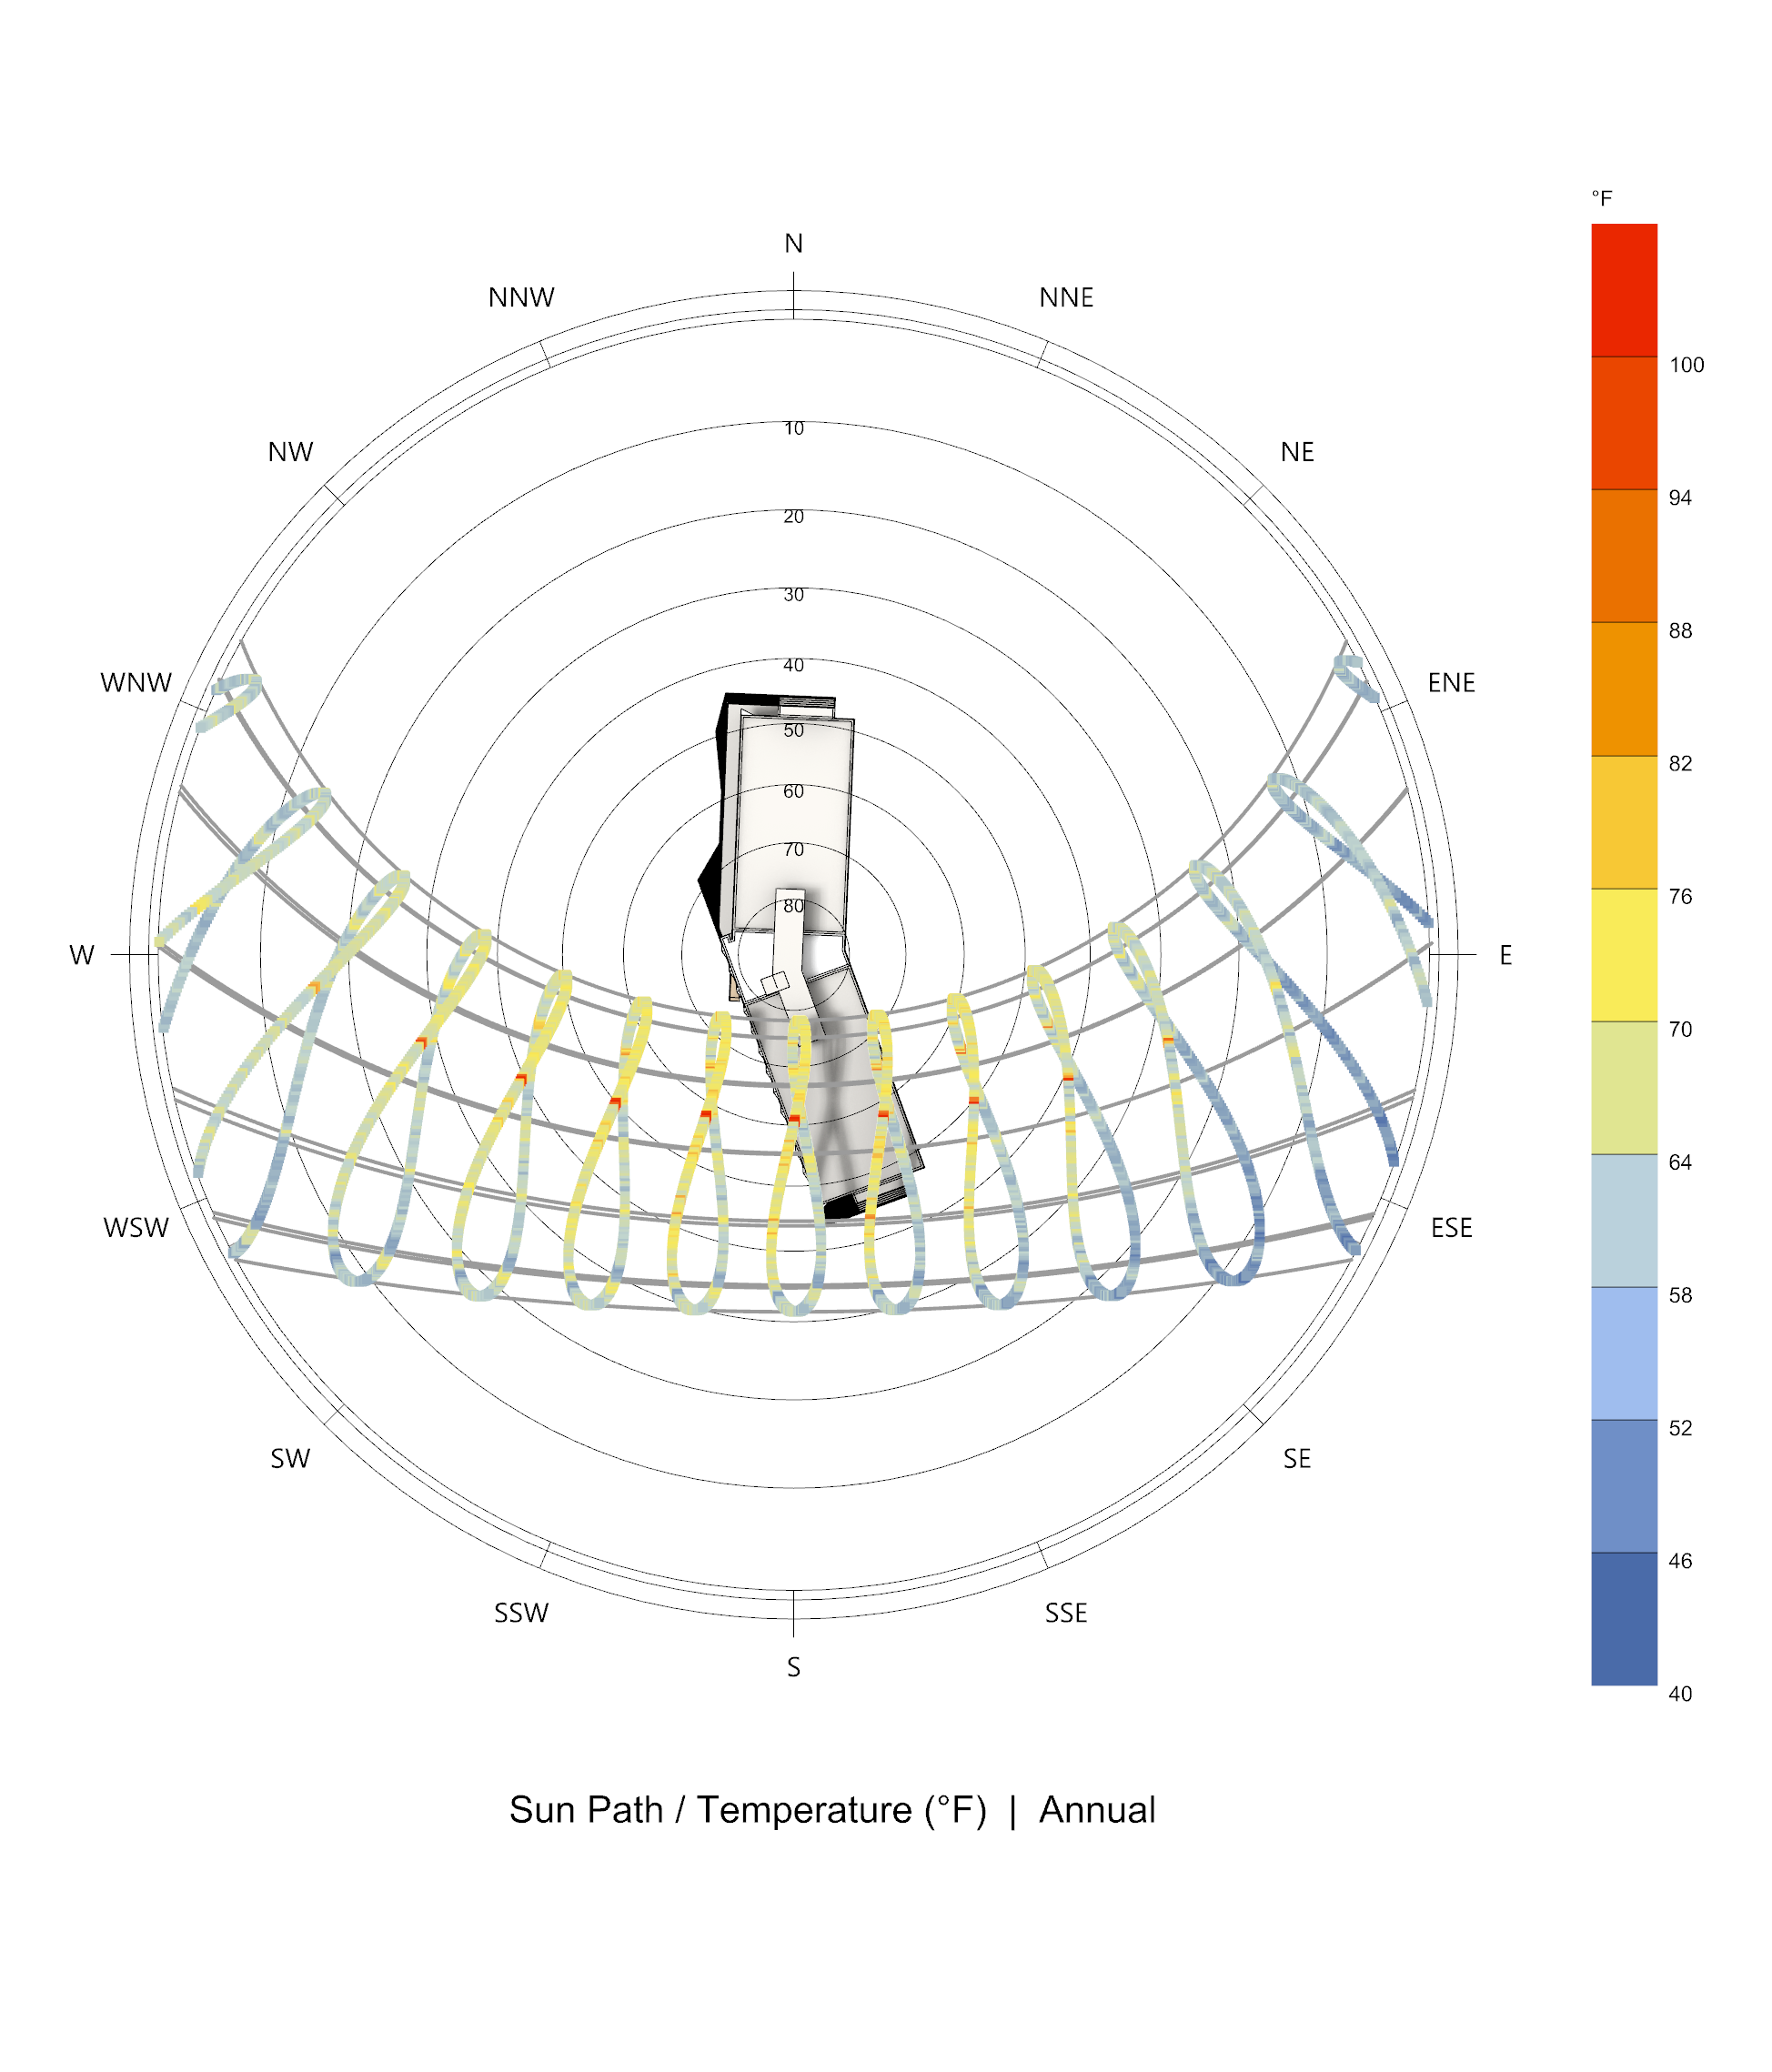 °F
N
NNW
NNE
100
10
NW
NE
94
20
30
88
40
WNW
ENE
50
82
60
70
76
80
W
E
70
64
WSW
ESE
58
52
SW
SE
46
SSW
SSE
S
40
Sun Path / Temperature (°F) | Annual